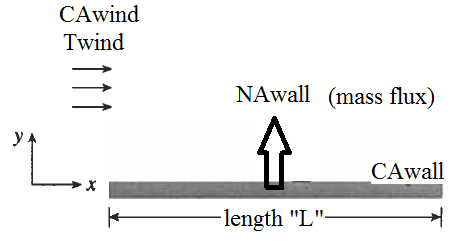 CAwind
Twind
NAwall (mass flux)
y
x
CAwall
length "L"